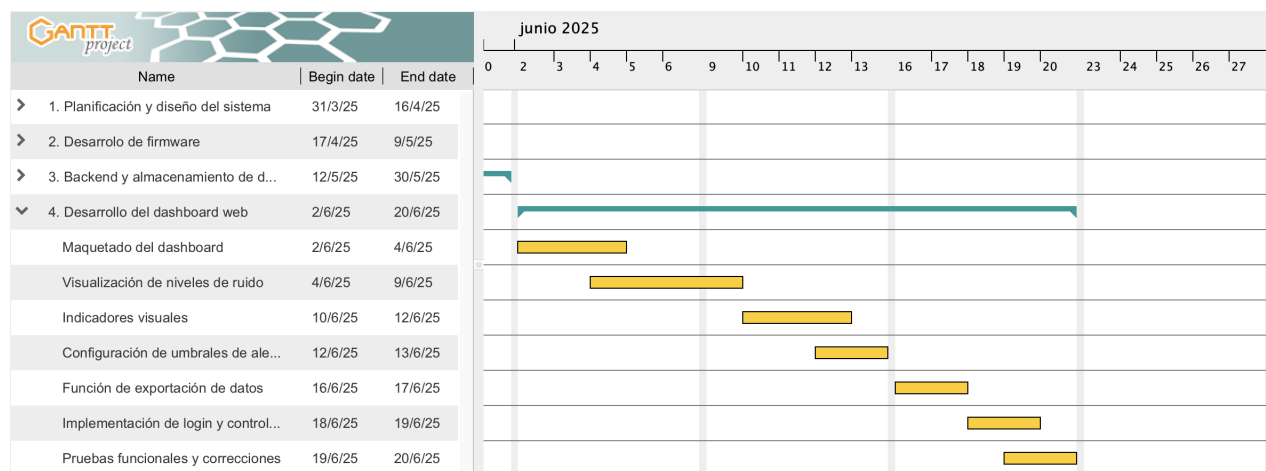 GANTT project
junio 2025
Name Begin date End date
0 2 3 4 5 6 9 10 11 12 13 16 17 18 19 20 23 24 25 26 27
1. Planificación y diseño del sistema 31/3/25 16/4/25
2. Desarrolo de firmware 17/4/25 9/5/25
3. Backend y almacenamiento de d... 12/5/25 30/5/25
4. Desarrollo del dashboard web 2/6/25 20/6/25
Maquetado del dashboard 2/6/25 4/6/25
Visualización de niveles de ruido 4/6/25 9/6/25
Indicadores visuales 10/6/25 12/6/25
Configuración de umbrales de ale... 12/6/25 13/6/25
Función de exportación de datos 16/6/25 17/6/25
Implementación de login y control... 18/6/25 19/6/25
Pruebas funcionales y correcciones 19/6/25 20/6/25